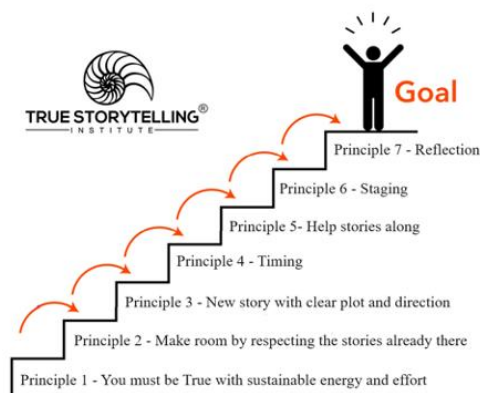 TRUE STORYTELLING®
INSTITUTE
Goal
Principle 7 - Reflection
Principle 6 - Staging
Principle 5- Help stories along
Principle 4 - Timing
Principle 3 - New story with clear plot and direction
Principle 2 - Make room by respecting the stories already there
Principle 1 - You must be True with sustainable energy and effort